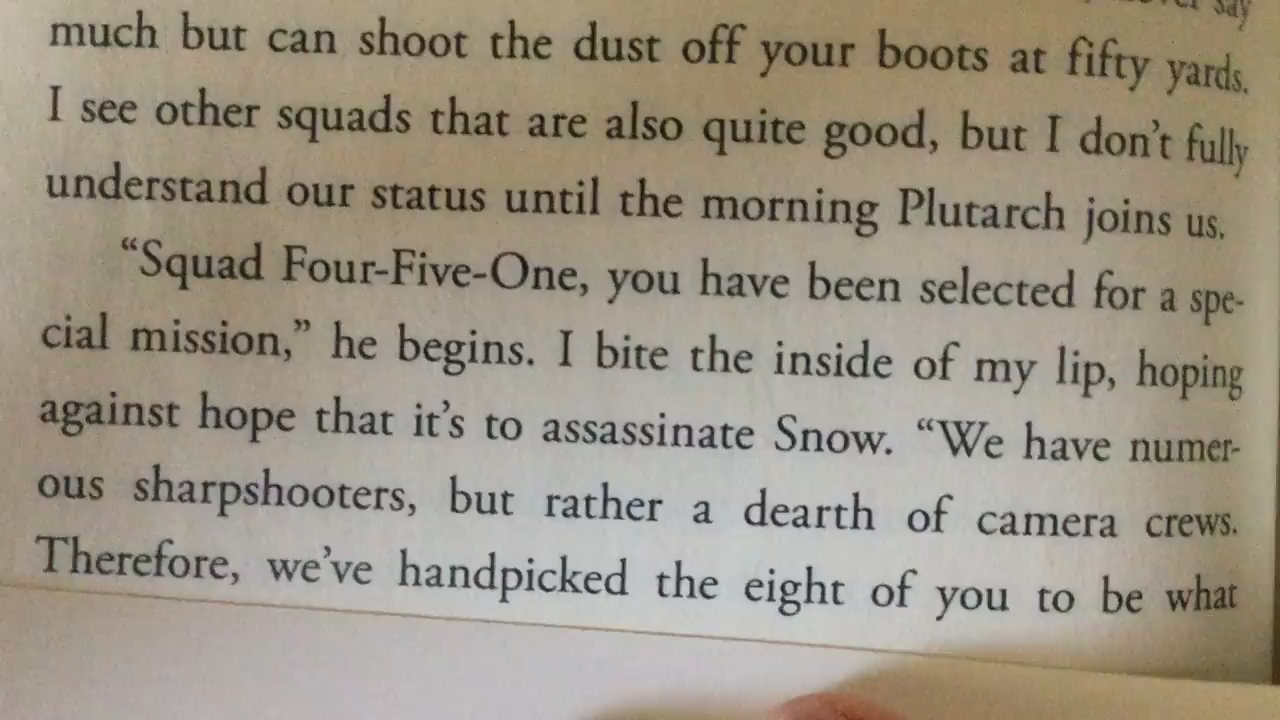 say
much but can shoot the dust off your boots at fifty yards.
I see other squads that are also quite good, but I don't fully
understand our status until the morning Plutarch joins us.
“Squad Four-Five-One, you have been selected for a spe-
cial mission,” he begins. I bite the inside of my lip, hoping
against hope that it's to assassinate Snow. “We have numer-
ous sharpshooters, but rather a dearth of camera crews.
Therefore, we've handpicked the eight of you to be what